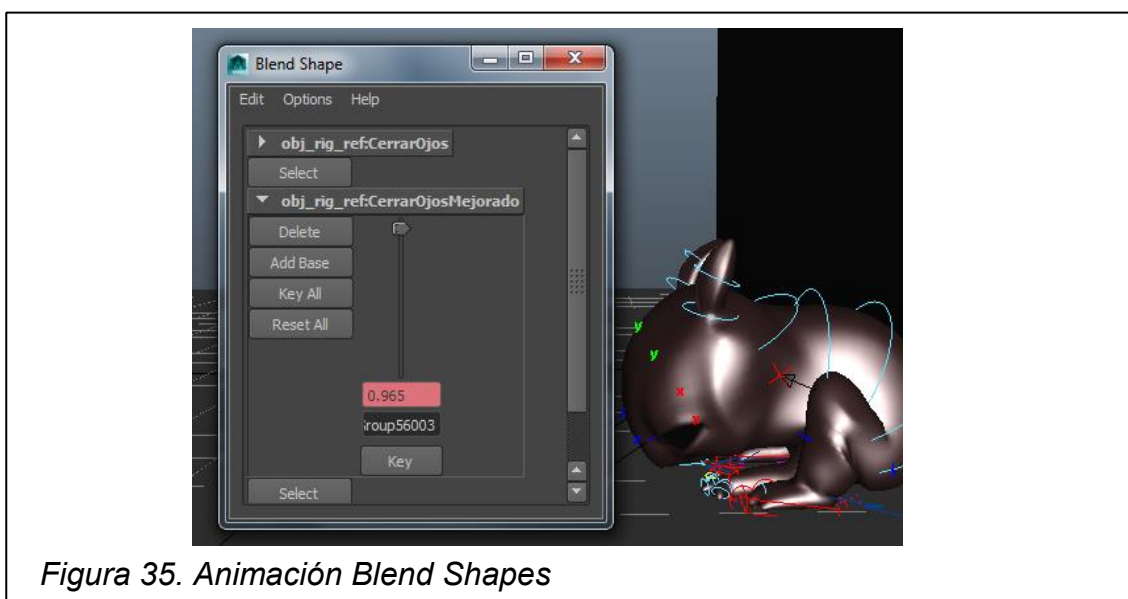 Blend Shape
Edit Options Help
obj_rig_ref:CerrarOjos
Select
obj_rig_ref:CerrarOjosMejorado
Delete
Add Base
Key All
Reset All
0.965
roup56003
Key
Select
y
y
x
Figura 35. Animación Blend Shapes